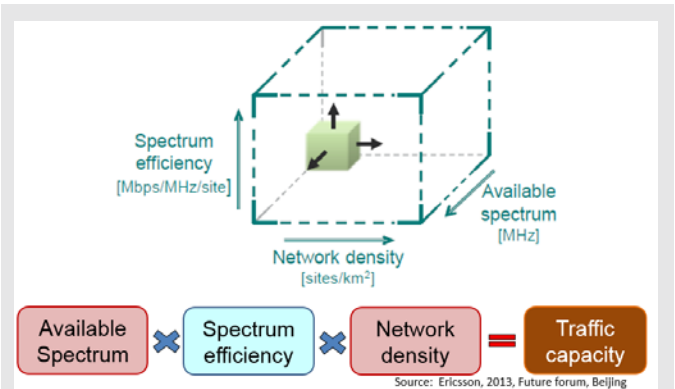 Spectrum
efficiency
[Mbps/MHz/site]
Available
spectrum
[MHz]
Network density
[sites/km²]
Available
Spectrum
Spectrum
efficiency
Network
density
Traffic
capacity
Source: Ericsson, 2013, Future forum, Beijing